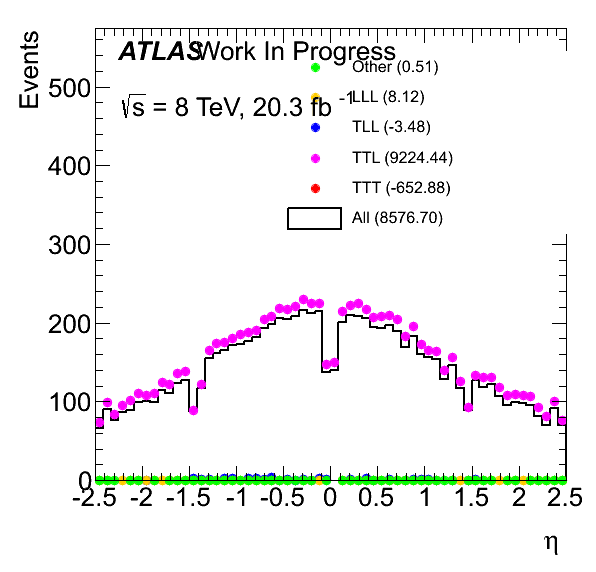 ATLAS Work In Progress
√s = 8 TeV, 20.3 fb -1
Other (0.51)
LLL (8.12)
TLL (-3.48)
TTL (9224.44)
TTT (-652.88)
All (8576.70)
Events
500
400
300
200
100
0
-2.5 -2 -1.5 -1 -0.5 0 0.5 1 1.5 2 2.5
η